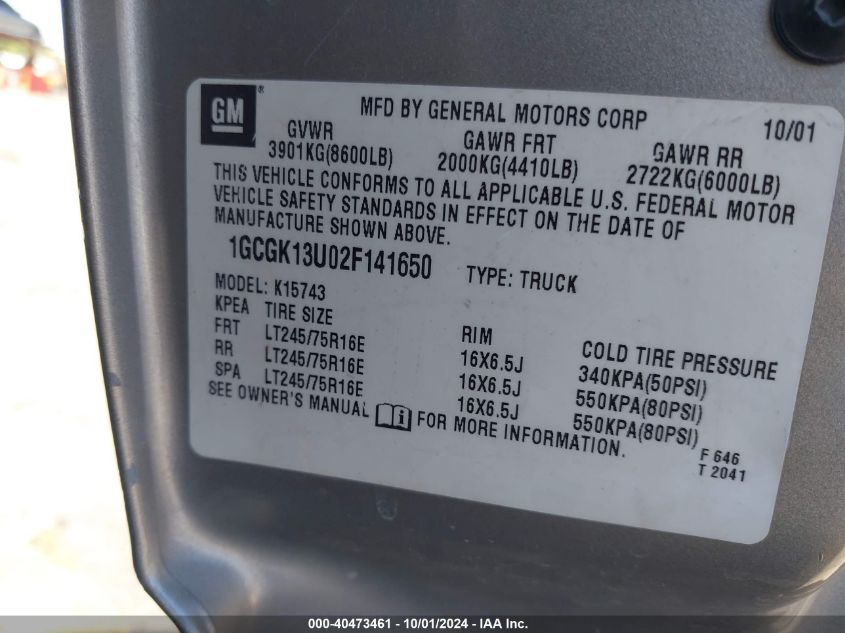 GM ®
MFD BY GENERAL MOTORS CORP 10/01
GVWR GAWR FRT GAWR RR
3901KG(8600LB) 2000KG(4410LB) 2722KG(6000LB)
THIS VEHICLE CONFORMS TO ALL APPLICABLE U.S. FEDERAL MOTOR
VEHICLE SAFETY STANDARDS IN EFFECT ON THE DATE OF
MANUFACTURE SHOWN ABOVE.
1GCGK13U02F141650 TYPE: TRUCK
MODEL: K15743
KPEA TIRE SIZE RIM COLD TIRE PRESSURE
FRT LT245/75R16E 16X6.5J 340KPA(50PSI)
RR LT245/75R16E 16X6.5J 550KPA(80PSI)
SPA LT245/75R16E 16X6.5J 550KPA(80PSI)
SEE OWNER'S MANUAL FOR MORE INFORMATION.
F 646
T 2041
000-40473461 - 10/01/2024 - IAA Inc.